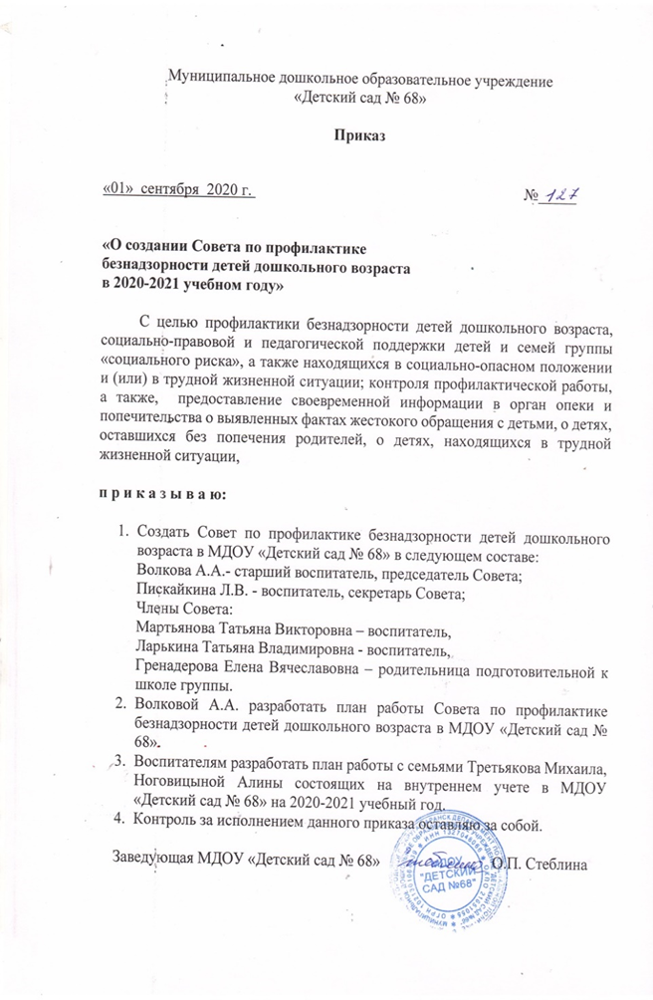 Муниципальное дошкольное образовательное учреждение
«Детский сад № 68»
Приказ
«01» сентября 2020 г.
№ 127
«О создании Совета по профилактике
безнадзорности детей дошкольного возраста
в 2020-2021 учебном году»
С целью профилактики безнадзорности детей дошкольного возраста,
социально-правовой и педагогической поддержки детей и семей группы
«социального риска», а также находящихся в социально-опасном положении
и (или) в трудной жизненной ситуации; контроля профилактической работы,
а также, предоставление своевременной информации в орган опеки и
попечительства о выявленных фактах жестокого обращения с детьми, о детях,
оставшихся без попечения родителей, о детях, находящихся в трудной
жизненной ситуации,
п р и к а з ы в а ю:
1. Создать Совет по профилактике безнадзорности детей дошкольного
возраста в МДОУ «Детский сад № 68» в следующем составе:
Волкова А.А.- старший воспитатель, председатель Совета;
Пискайкина Л.В. - воспитатель, секретарь Совета;
Члены Совета:
Мартьянова Татьяна Викторовна – воспитатель,
Ларькина Татьяна Владимировна - воспитатель,
Гренадерова Елена Вячеславовна – родительница подготовительной к
школе группы.
2. Волковой А.А. разработать план работы Совета по профилактике
безнадзорности детей дошкольного возраста в МДОУ «Детский сад №
68».
3. Воспитателям разработать план работы с семьями Третьякова Михаила,
Ноговицыной Алины состоящих на внутреннем учете в МДОУ
«Детский сад № 68» на 2020-2021 учебный год.
4. Контроль за исполнением данного приказа оставляю за собой.
Заведующая МДОУ «Детский сад № 68» О.П. Стеблина
МДОУ
"ДЕТСКИЙ
САД №68"